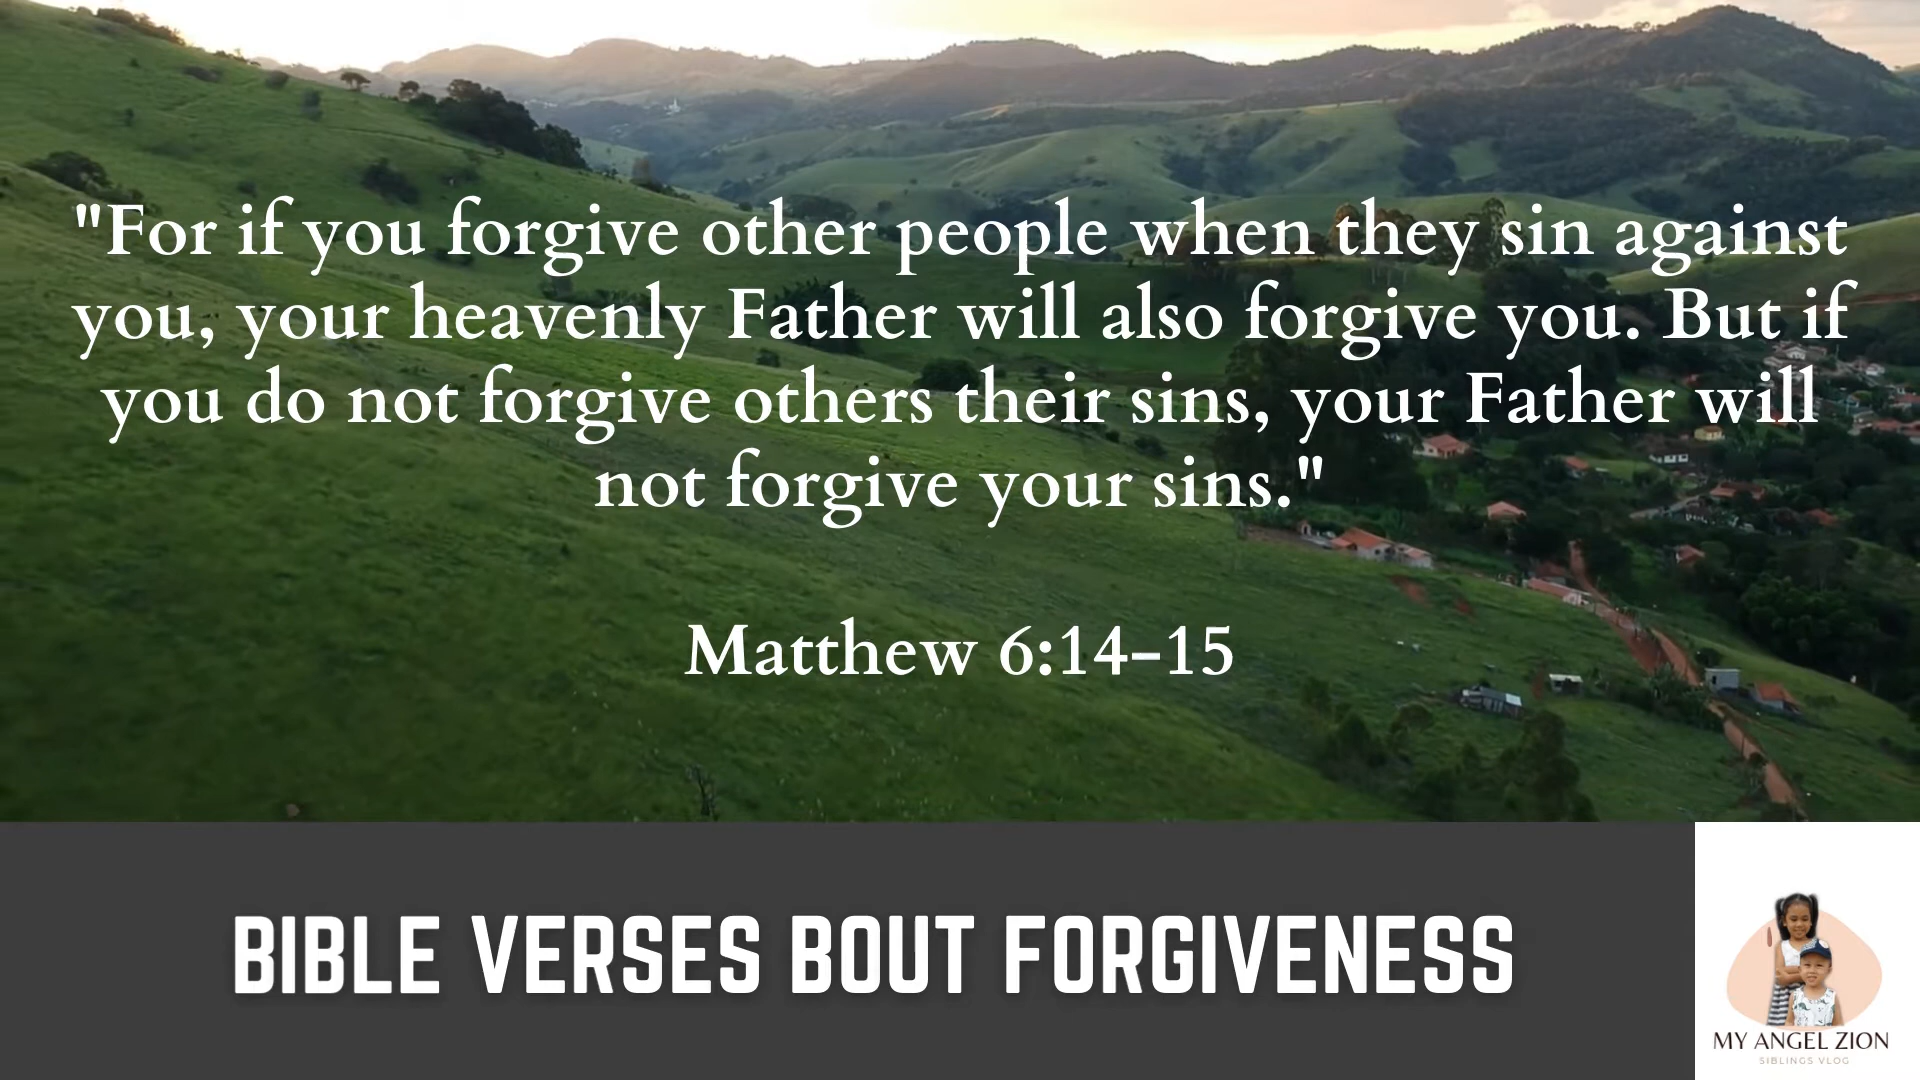 "For if you forgive other people when they sin against
you, your heavenly Father will also forgive you. But if
you do not forgive others their sins, your Father will
not forgive your sins."
Matthew 6:14-15
BIBLE VERSES BOUT FORGIVENESS
MY ANGEL ZION
SIBLINGS VLOG